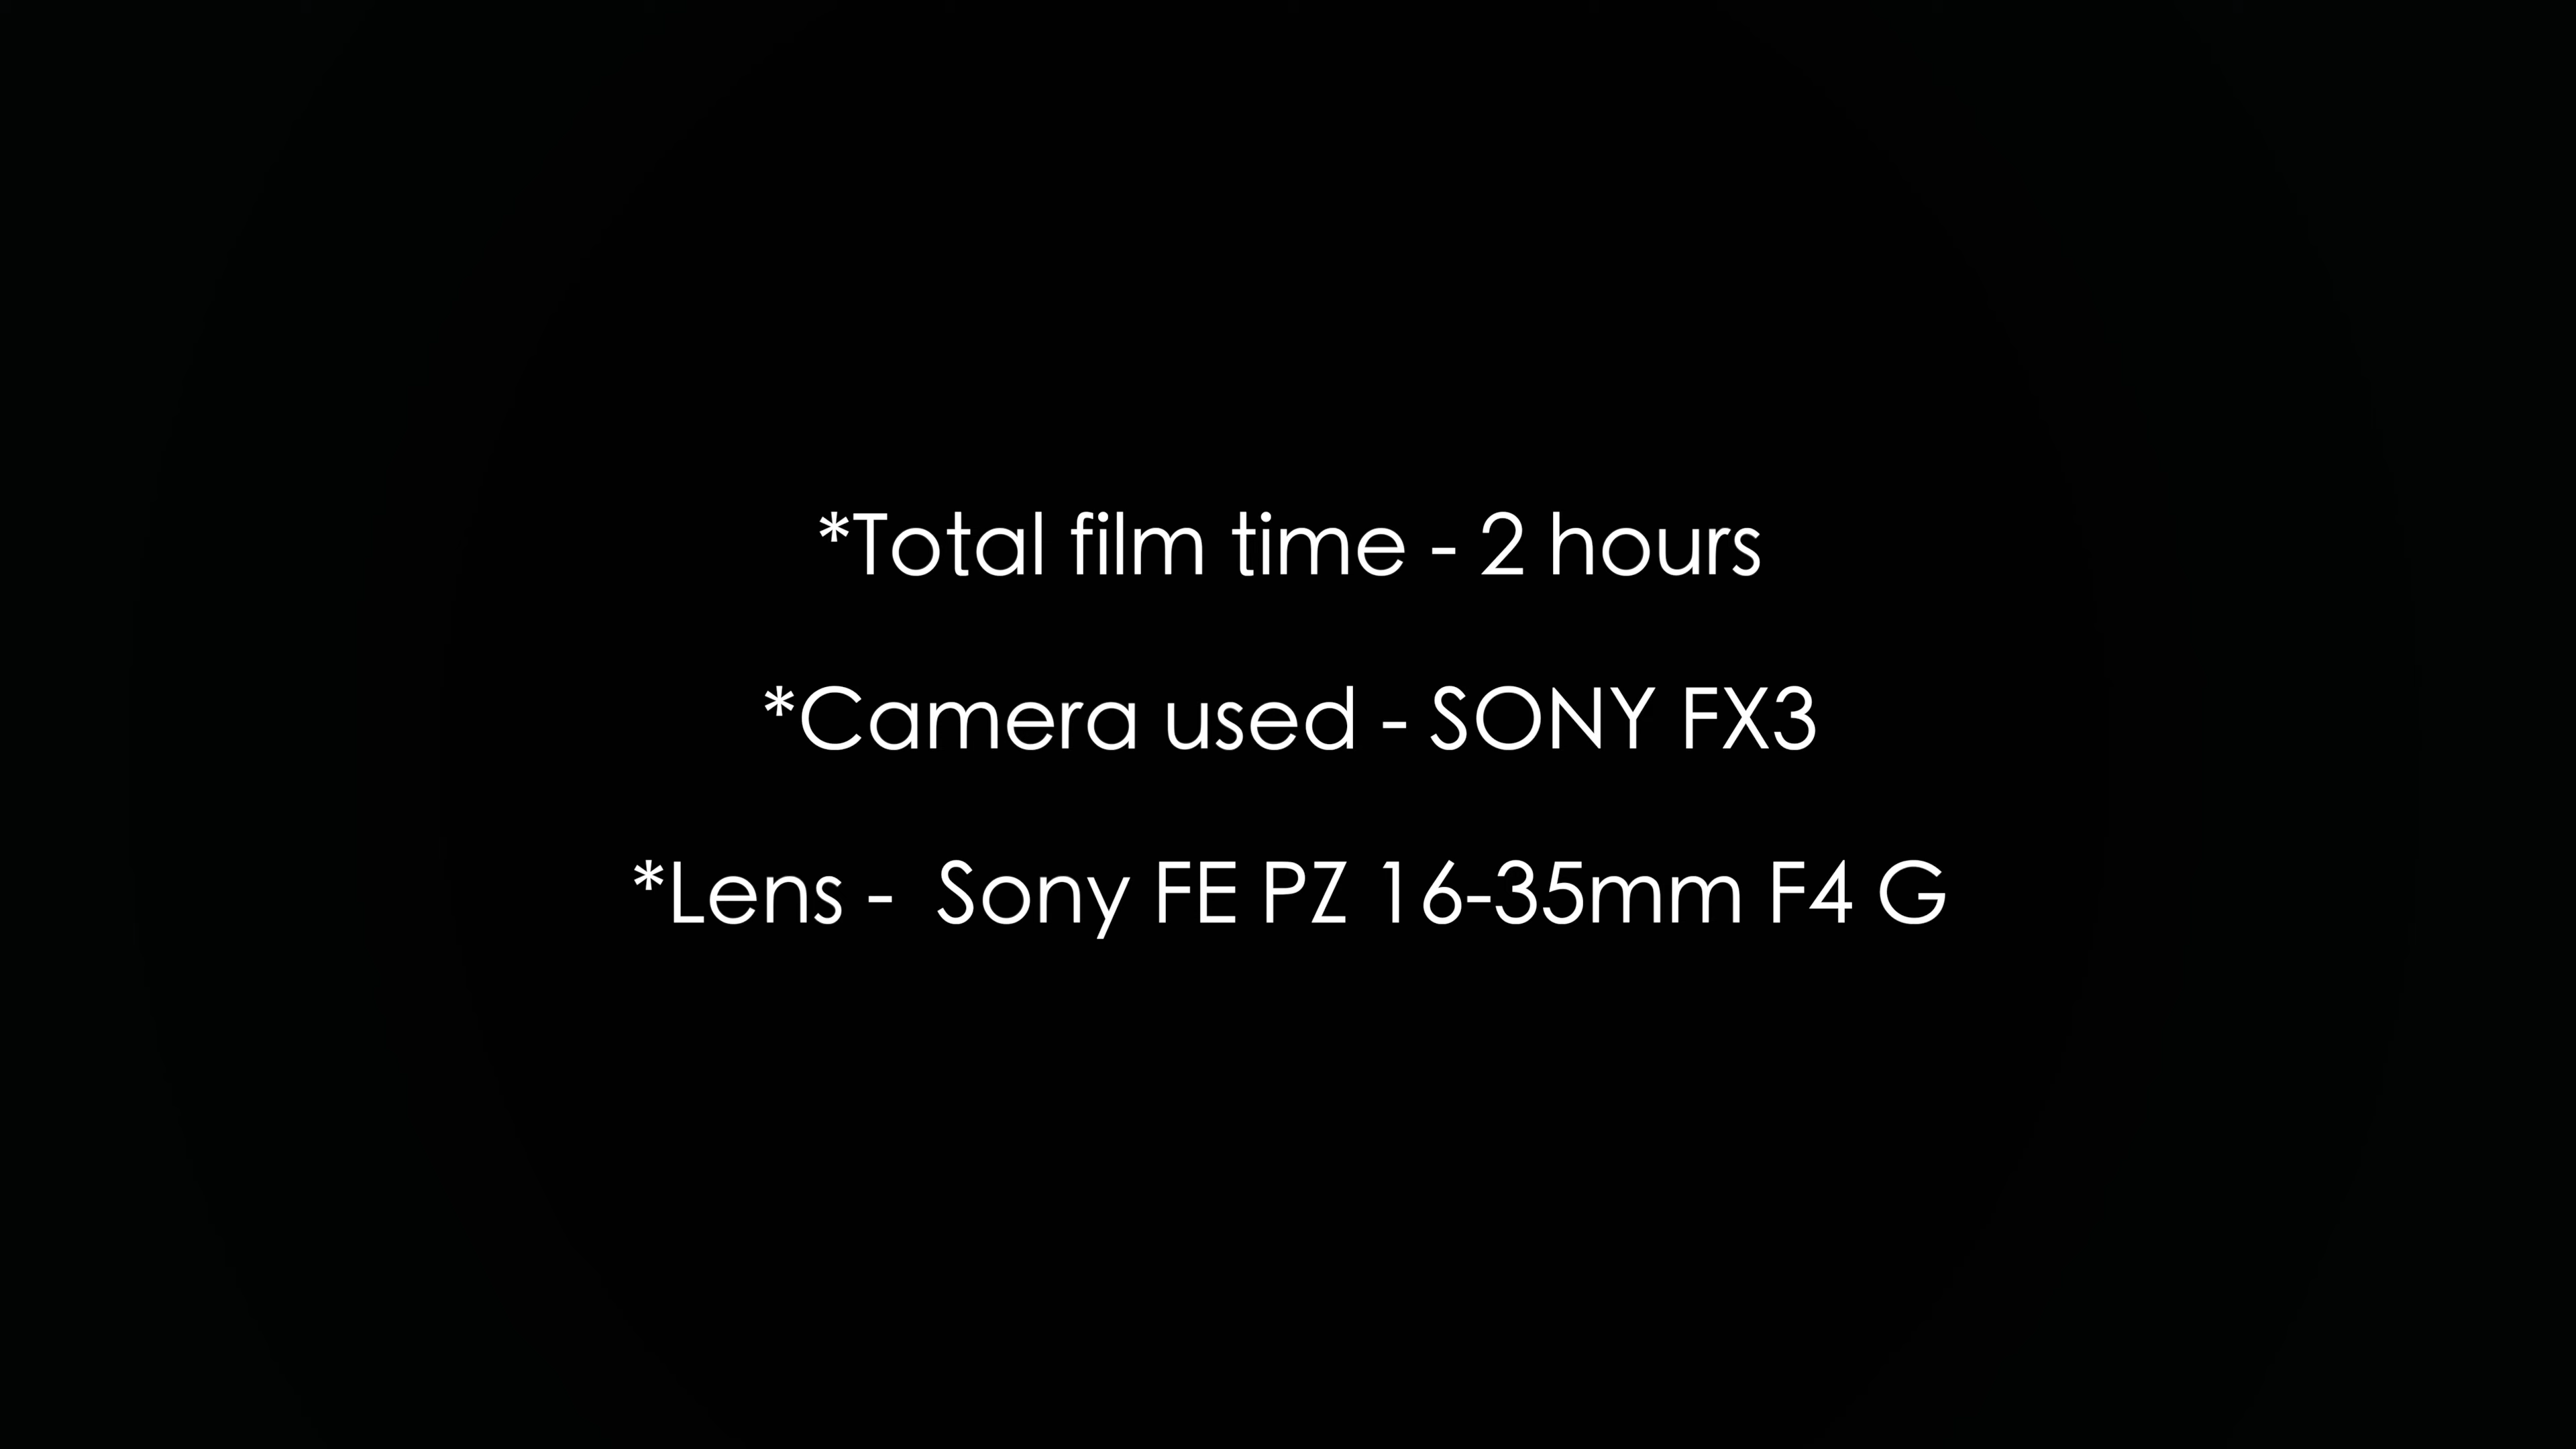 *Total film time - 2 hours
*Camera used - SONY FX3
*Lens -  Sony FE PZ 16-35mm F4 G